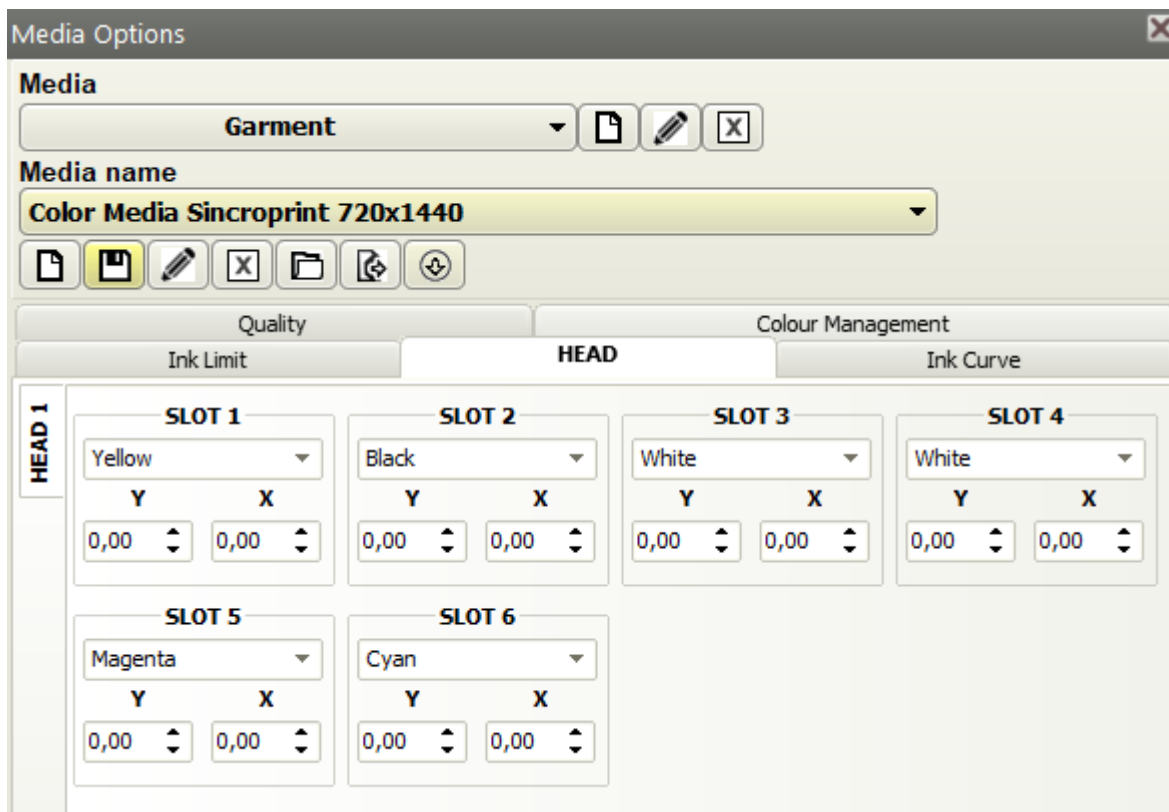 Media Options
Media
Garment
Media name
Color Media Sincroprint 720x1440
Quality Colour Management
Ink Limit HEAD Ink Curve
HEAD 1
SLOT 1 SLOT 2 SLOT 3 SLOT 4
Yellow Black White White
Y X Y X Y X Y X
0,00 0,00 0,00 0,00 0,00 0,00 0,00 0,00
SLOT 5 SLOT 6
Magenta Cyan
Y X Y X
0,00 0,00 0,00 0,00